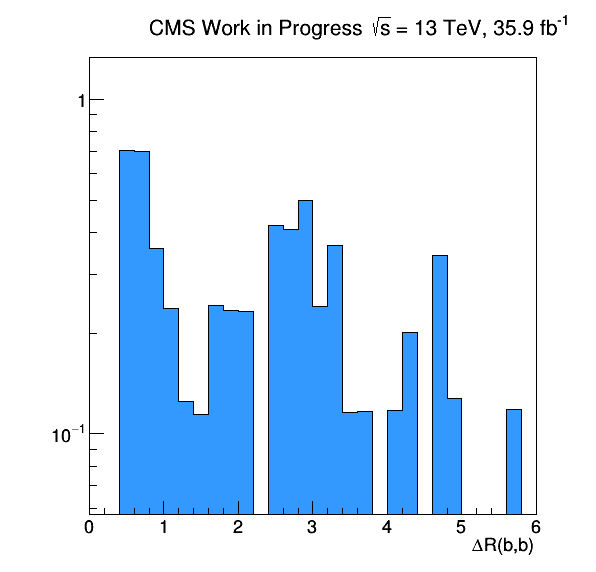 CMS Work in Progress √s = 13 TeV, 35.9 fb⁻¹
1
10⁻¹
0 1 2 3 4 5 6
ΔR(b,b)